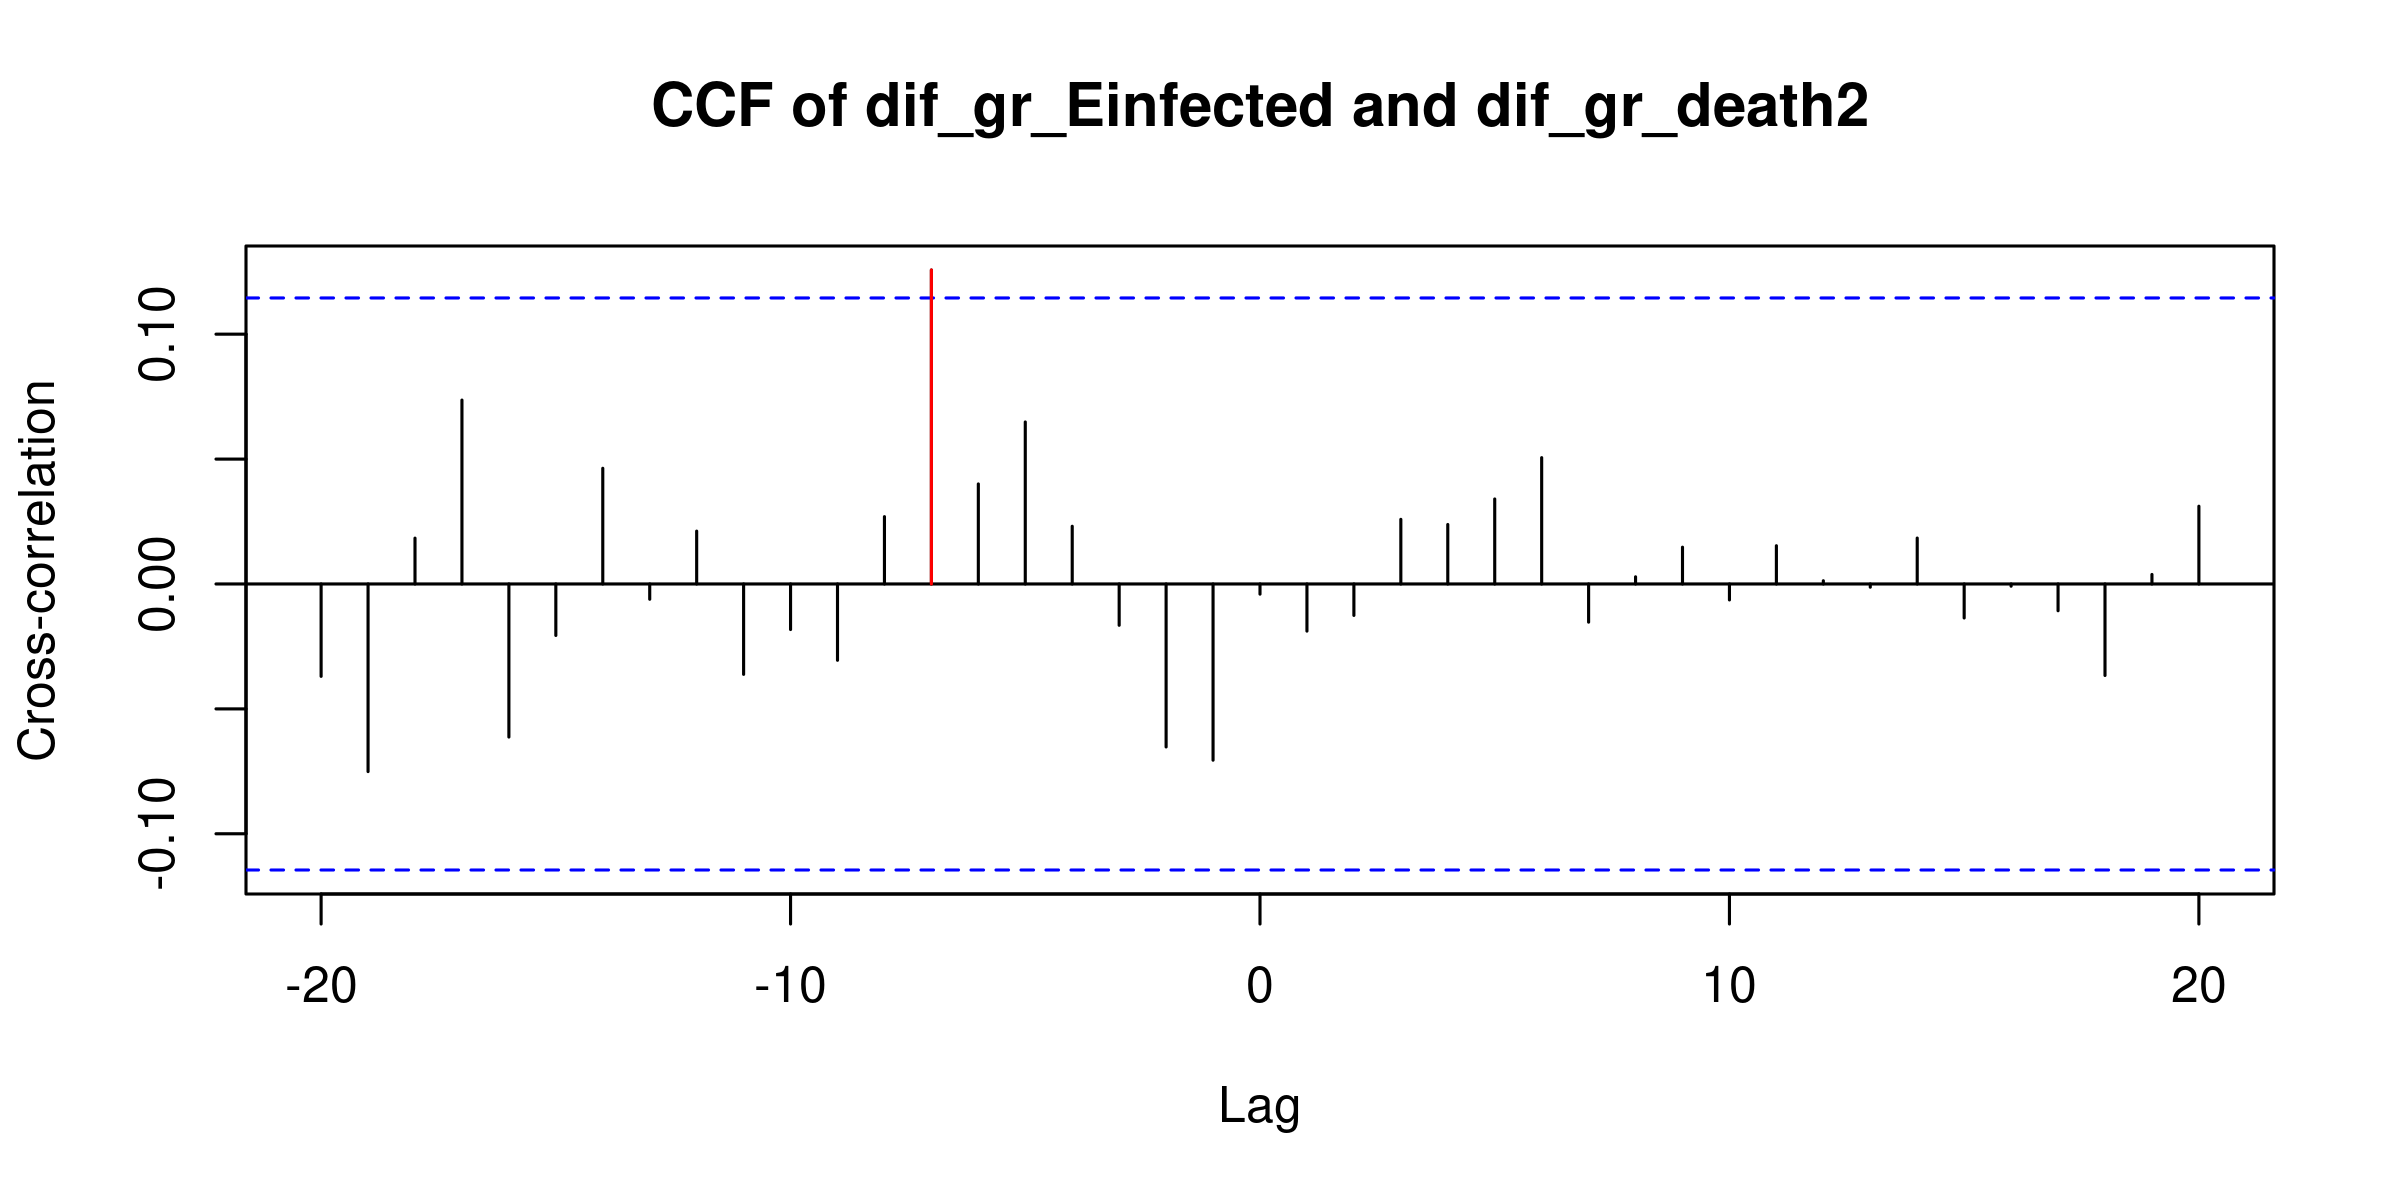 CCF of dif_gr_Einfected and dif_gr_death2
Cross-correlation
0.10
0.00
-0.10
-20 -10 0 10 20
Lag